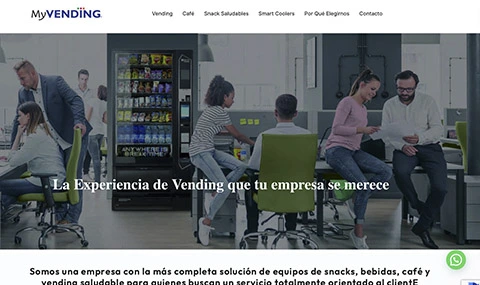 MyVENDING
Vending Café Snack Saludables Smart Coolers Por Qué Elegirnos Contacto
ANYWHERE IS
BREAKTIME
La Experiencia de Vending que tu empresa se merece
Somos una empresa con la más completa solución de equipos de snacks, bebidas, café y
vending saludable para quienes buscan un servicio totalmente orientado al clientE